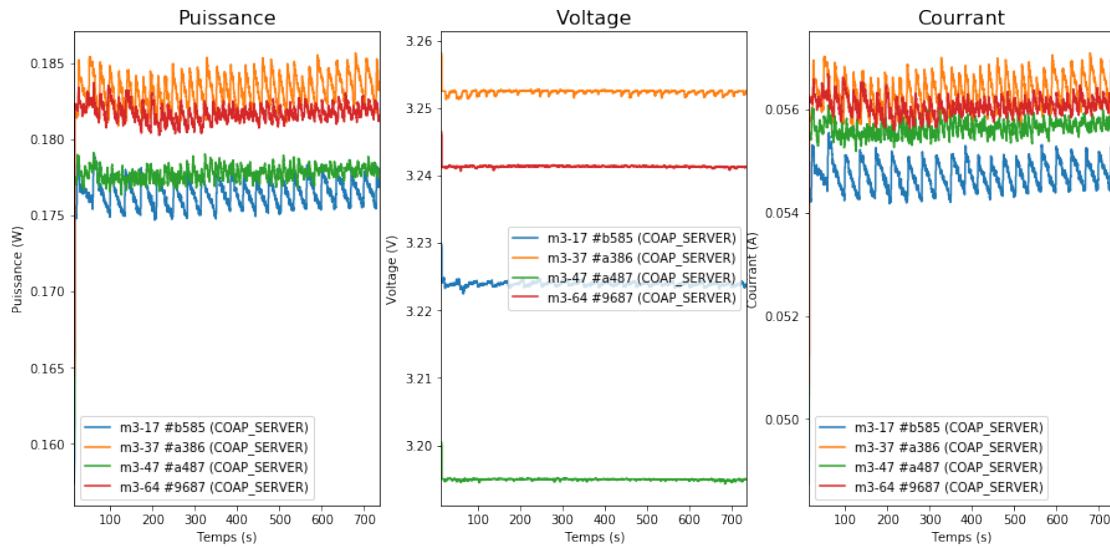 Puissance
0.185
0.180
0.175
0.170
0.165
0.160
Puissance (W)
m3-17 #b585 (COAP_SERVER)
m3-37 #a386 (COAP_SERVER)
m3-47 #a487 (COAP_SERVER)
m3-64 #9687 (COAP_SERVER)
100 200 300 400 500 600 700
Temps (s)
Voltage
3.26
3.25
3.24
3.23
3.22
3.21
3.20
Voltage (V)
m3-17 #b585 (COAP_SERVER)
m3-37 #a386 (COAP_SERVER)
m3-47 #a487 (COAP_SERVER)
m3-64 #9687 (COAP_SERVER)
100 200 300 400 500 600 700
Temps (s)
Courrant
0.056
0.054
0.052
0.050
Courrant (A)
m3-17 #b585 (COAP_SERVER)
m3-37 #a386 (COAP_SERVER)
m3-47 #a487 (COAP_SERVER)
m3-64 #9687 (COAP_SERVER)
100 200 300 400 500 600 700
Temps (s)